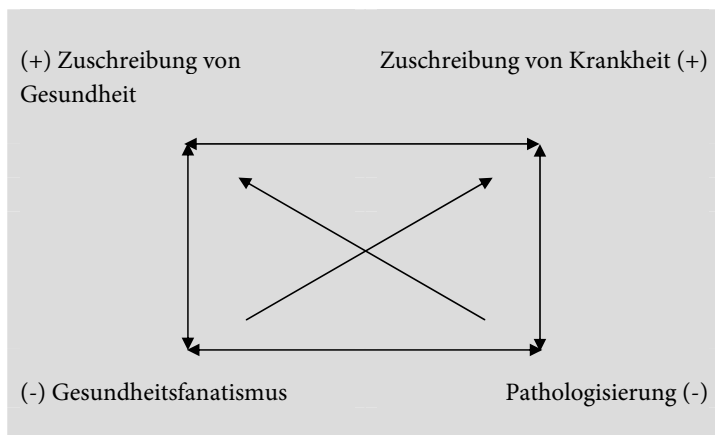 (+) Zuschreibung von
Gesundheit
Zuschreibung von Krankheit (+)
(-) Gesundheitsfanatismus
Pathologisierung (-)